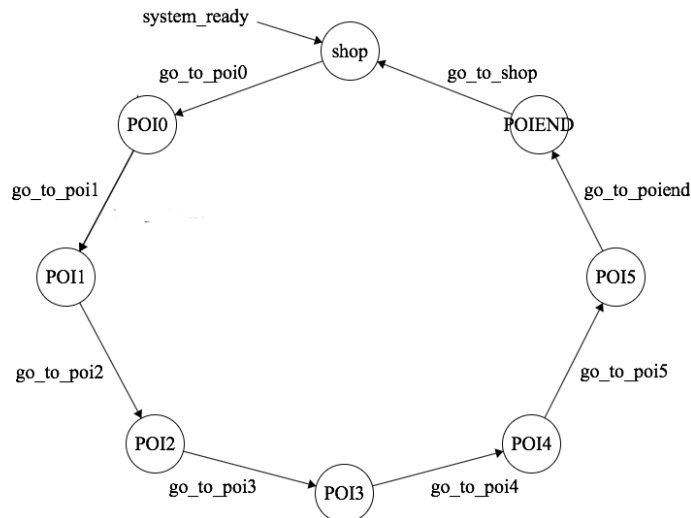 system_ready
shop
go_to_poi0
go_to_shop
POI0
POIEND
go_to_poi1
go_to_poiend
POI1
POI5
go_to_poi2
go_to_poi5
POI2
POI4
go_to_poi3
go_to_poi4
POI3